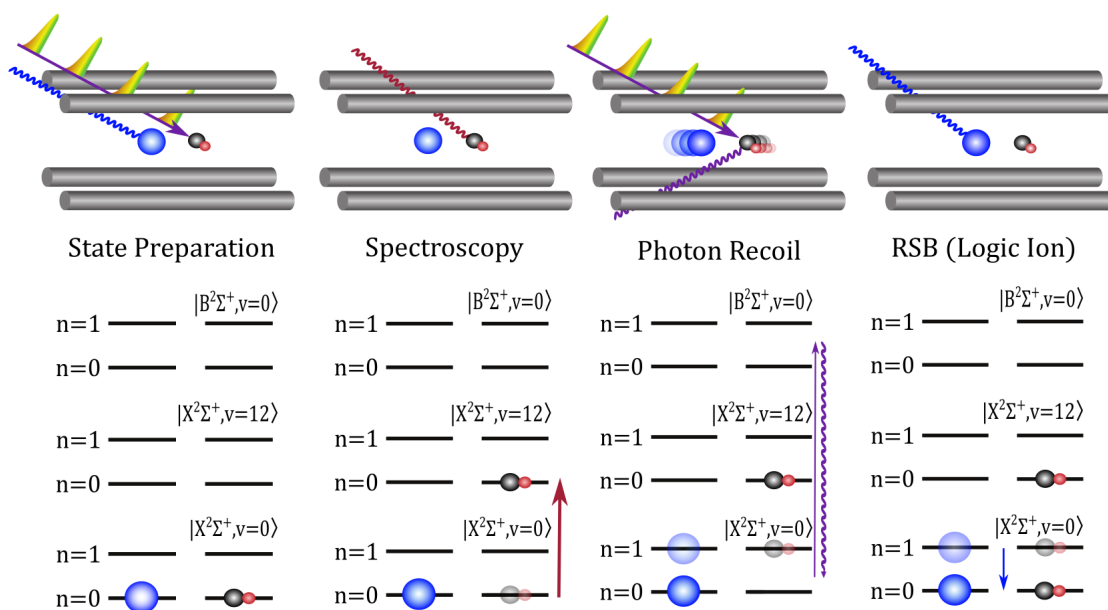 State Preparation
|B²Σ⁺,v=0⟩
n=1
n=0
|X²Σ⁺,v=12⟩
n=1
n=0
|X²Σ⁺,v=0⟩
n=1
n=0
Spectroscopy
|B²Σ⁺,v=0⟩
n=1
n=0
|X²Σ⁺,v=12⟩
n=1
n=0
|X²Σ⁺,v=0⟩
n=1
n=0
Photon Recoil
|B²Σ⁺,v=0⟩
n=1
n=0
|X²Σ⁺,v=12⟩
n=1
n=0
|X²Σ⁺,v=0⟩
n=1
n=0
RSB (Logic Ion)
|B²Σ⁺,v=0⟩
n=1
n=0
|X²Σ⁺,v=12⟩
n=1
n=0
|X²Σ⁺,v=0⟩
n=1
n=0